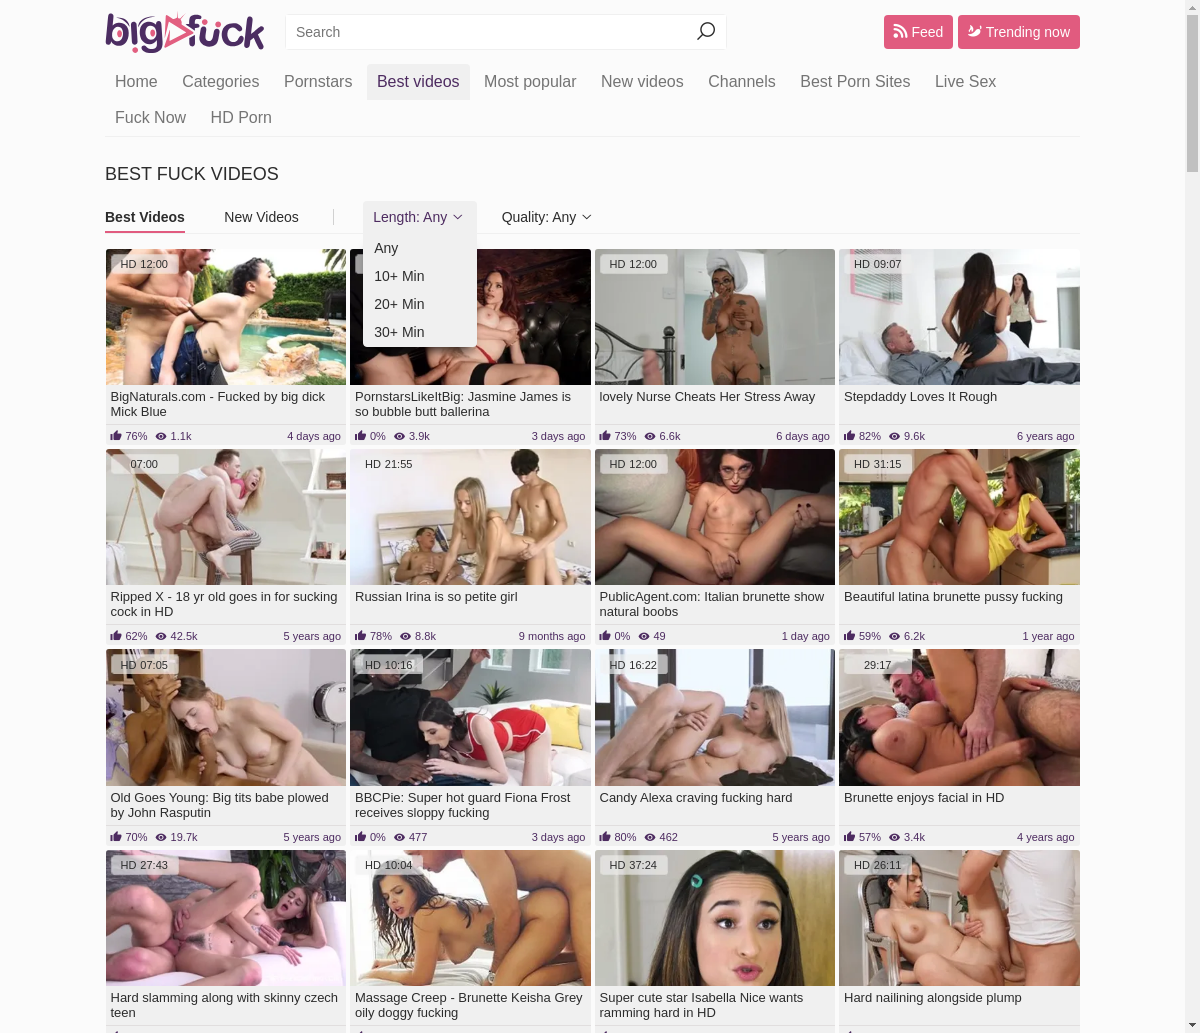 bigfuck
Search
Feed
Trending now
Home Categories Pornstars Best videos Most popular New videos Channels Best Porn Sites Live Sex
Fuck Now HD Porn
BEST FUCK VIDEOS
Best Videos New Videos Length: Any Quality: Any
Any
10+ Min
20+ Min
30+ Min
HD 12:00
BigNaturals.com - Fucked by big dick
Mick Blue
76% 1.1k 4 days ago
PornstarsLikeItBig: Jasmine James is
so bubble butt ballerina
0% 3.9k 3 days ago
HD 12:00
lovely Nurse Cheats Her Stress Away
73% 6.6k 6 days ago
HD 09:07
Stepdaddy Loves It Rough
82% 9.6k 6 years ago
07:00
Ripped X - 18 yr old goes in for sucking
cock in HD
62% 42.5k 5 years ago
HD 21:55
Russian Irina is so petite girl
78% 8.8k 9 months ago
HD 12:00
PublicAgent.com: Italian brunette show
natural boobs
0% 49 1 day ago
HD 31:15
Beautiful latina brunette pussy fucking
59% 6.2k 1 year ago
HD 07:05
Old Goes Young: Big tits babe plowed
by John Rasputin
70% 19.7k 5 years ago
HD 10:16
BBCPie: Super hot guard Fiona Frost
receives sloppy fucking
0% 477 3 days ago
HD 16:22
Candy Alexa craving fucking hard
80% 462 5 years ago
29:17
Brunette enjoys facial in HD
57% 3.4k 4 years ago
HD 27:43
Hard slamming along with skinny czech
teen
HD 10:04
Massage Creep - Brunette Keisha Grey
oily doggy fucking
HD 37:24
Super cute star Isabella Nice wants
ramming hard in HD
HD 26:11
Hard nailining alongside plump